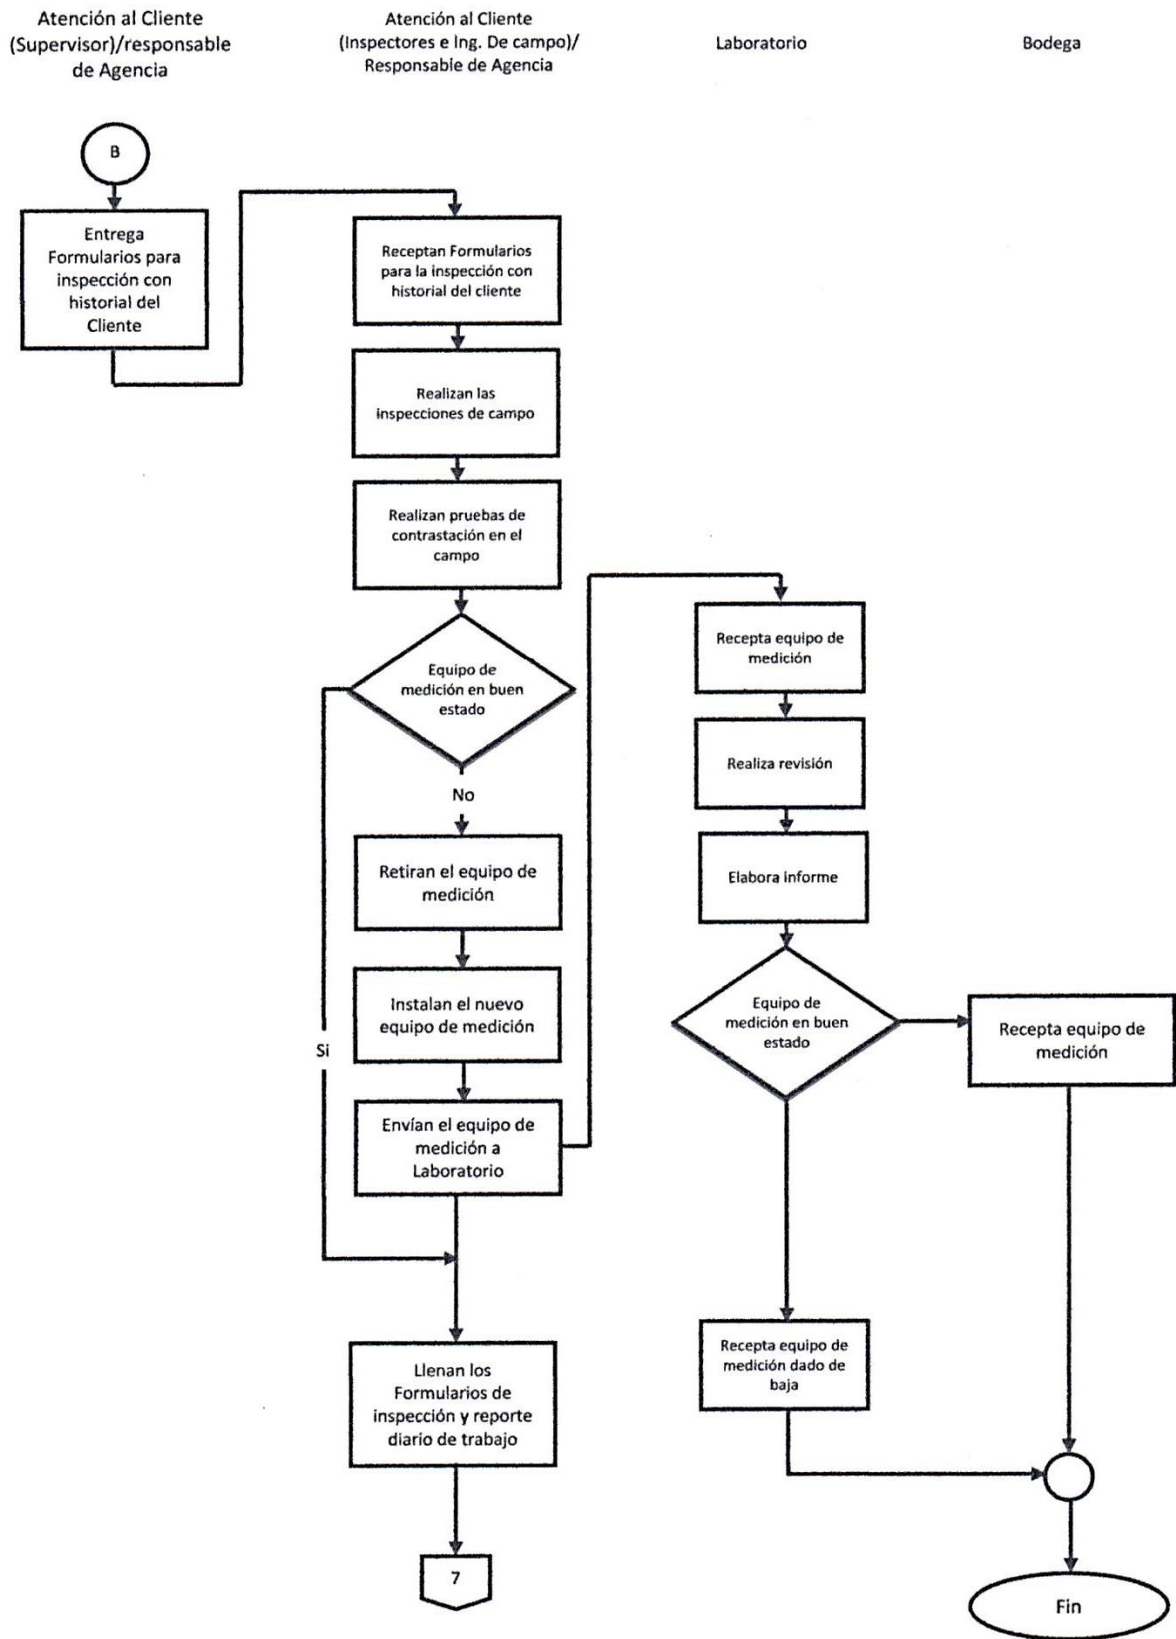 Atención al Cliente
(Supervisor)/responsable
de Agencia
Atención al Cliente
(Inspectores e Ing. De campo)/
Responsable de Agencia
Laboratorio
Bodega
B
Entrega
Formularios para
inspección con
historial del
Cliente
Receptan Formularios
para la inspección con
historial del cliente
Realizan las
inspecciones de campo
Realizan pruebas de
contrastación en el
campo
Equipo de
medición en buen
estado
No
Si
Retiran el equipo de
medición
Instalan el nuevo
equipo de medición
Envían el equipo de
medición a
Laboratorio
Llenan los
Formularios de
inspección y reporte
diario de trabajo
7
Recepta equipo de
medición
Realiza revisión
Elabora informe
Equipo de
medición en buen
estado
Recepta equipo de
medición dado de
baja
Recepta equipo de
medición
Fin